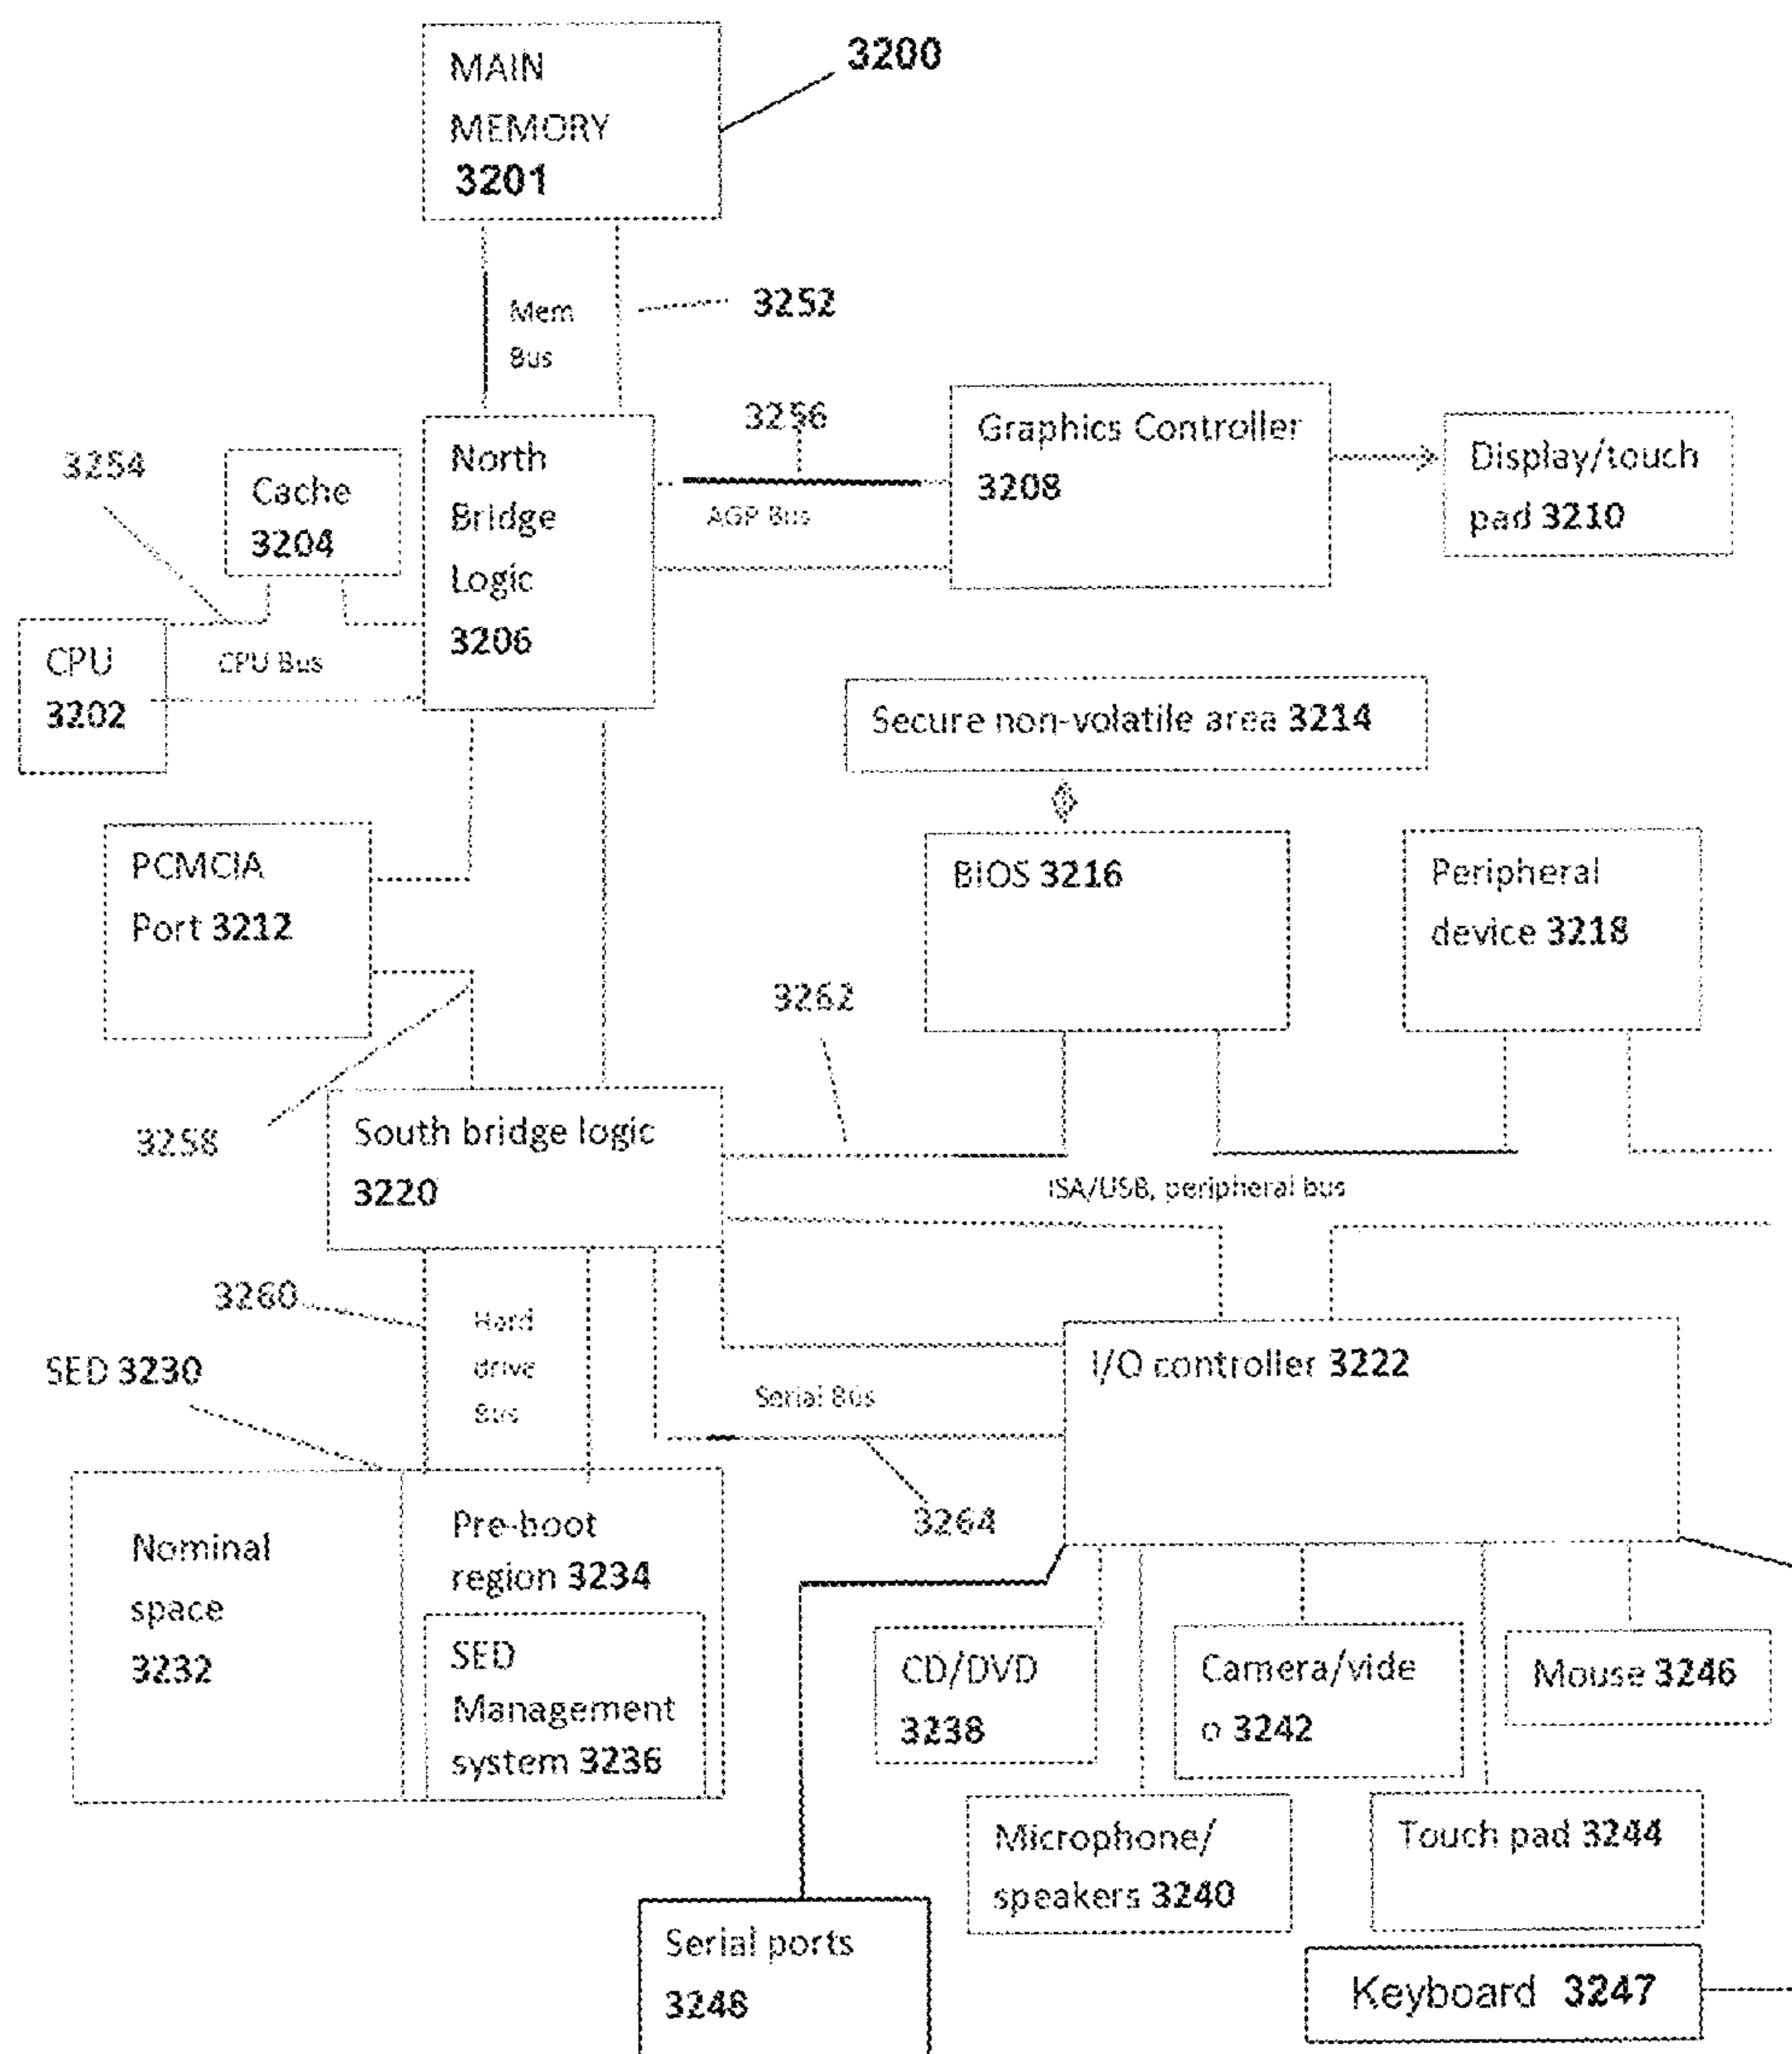 MAIN
MEMORY
3201
3200
Mem
Bus
3252
3254
Cache
3204
North
Bridge
Logic
3206
3256
AGP Bus
Graphics Controller
3208
Display/touch
pad 3210
CPU
3202
CPU Bus
Secure non-volatile area 3214
PCMCIA
Port 3212
BIOS 3216
Peripheral
device 3218
3262
3258
South bridge logic
3220
ISA/USB, peripheral bus
3260
Hard
drive
Bus
SED 3230
Serial Bus
I/O controller 3222
3264
Nominal
space
3232
Pre-boot
region 3234
SED
Management
system 3236
CD/DVD
3238
Camera/vide
o 3242
Mouse 3246
Microphone/
speakers 3240
Touch pad 3244
Serial ports
3248
Keyboard 3247